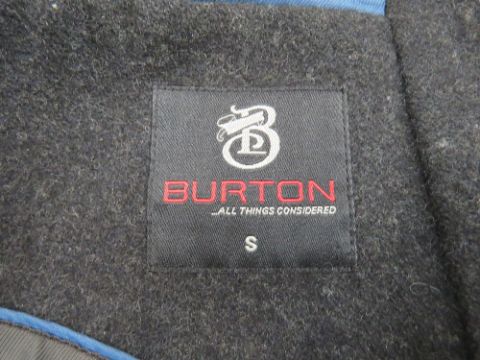 B
BURTON
...ALL THINGS CONSIDERED
S